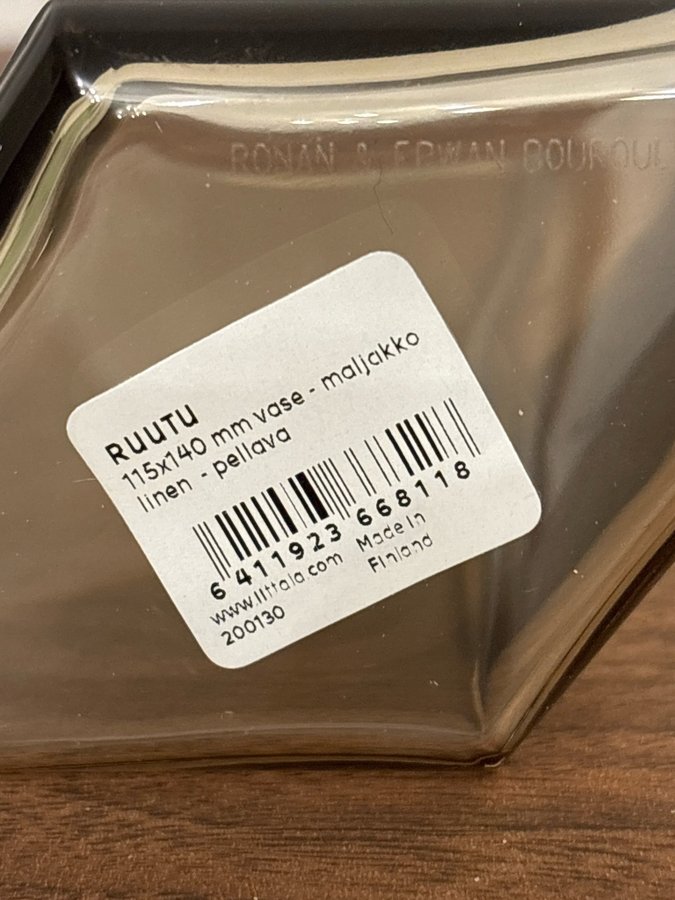 RONAN & ERWAN BOUROUL
RUUTU
115x140 mm vase - maljakko
linen - pellava
6 411923 668118
www.iittala.com Made in
200130 Finland